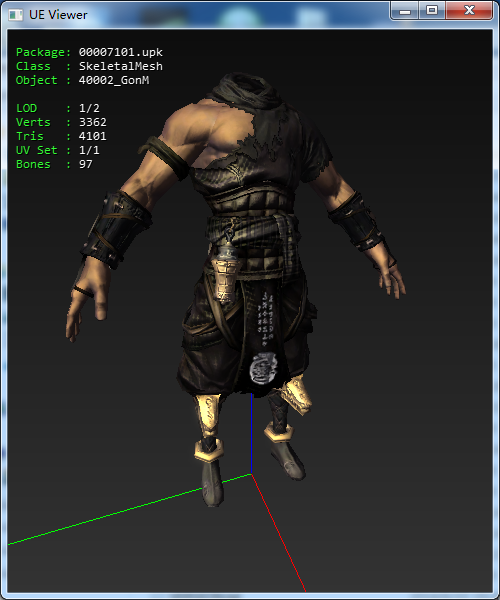 UE Viewer
Package: 00007101.upk
Class : SkeletalMesh
Object : 40002_GonM
LOD : 1/2
Verts : 3362
Tris : 4101
UV Set : 1/1
Bones : 97